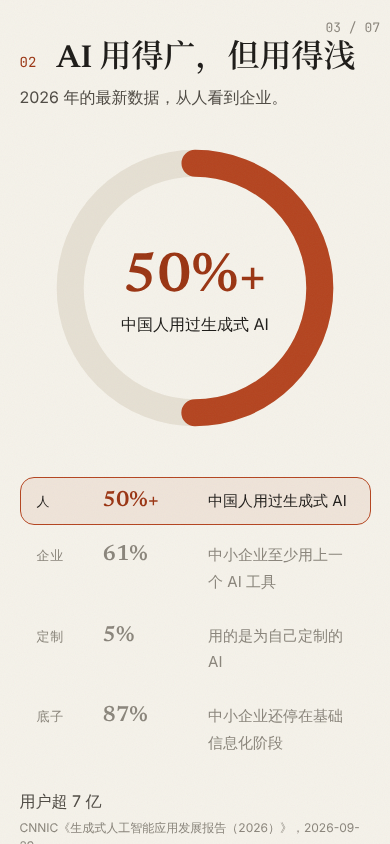 03 / 07
02 AI 用得广，但用得浅
2026 年的最新数据，从人看到企业。
50%+
中国人用过生成式 AI
人 50%+ 中国人用过生成式 AI
企业 61% 中小企业至少用上一
个 AI 工具
定制 5% 用的是为自己定制的
AI
底子 87% 中小企业还停在基础
信息化阶段
用户超 7 亿
CNNIC《生成式人工智能应用发展报告（2026）》，2026-09-